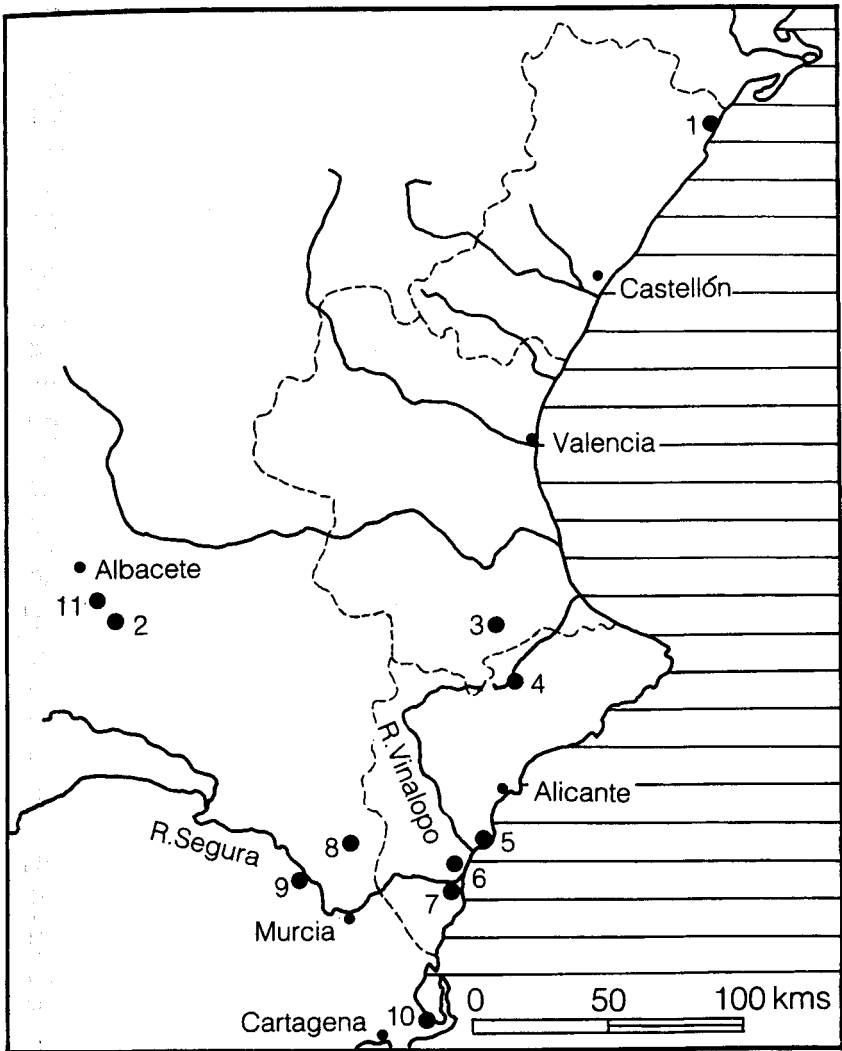 1
Castellón
Valencia
Albacete
11
2
3
4
R.Vinalopo
Alicante
R.Segura
8
5
6
9
7
Murcia
0 50 100 kms
Cartagena
10